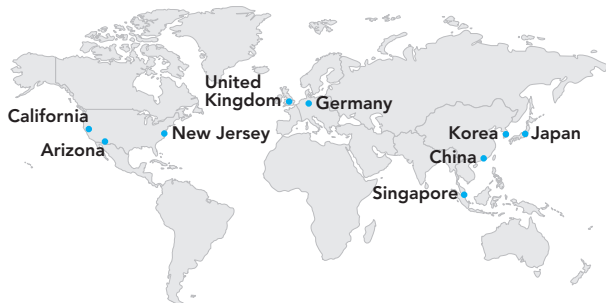 United
Kingdom
Germany
California
New Jersey
Arizona
Korea
Japan
China
Singapore